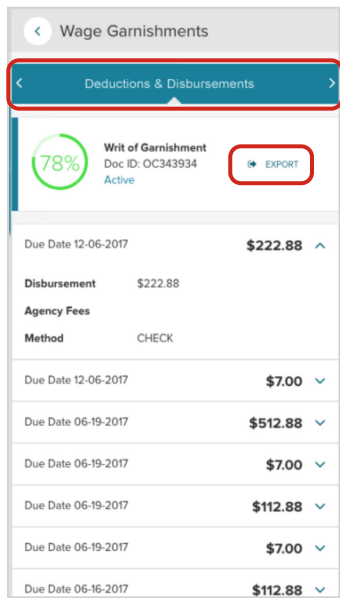 Wage Garnishments
Deductions & Disbursements
78%
Writ of Garnishment
Doc ID: OC343934
Active
EXPORT
Due Date 12-06-2017 $222.88
Disbursement $222.88
Agency Fees
Method CHECK
Due Date 12-06-2017 $7.00
Due Date 06-19-2017 $512.88
Due Date 06-19-2017 $7.00
Due Date 06-19-2017 $112.88
Due Date 06-19-2017 $7.00
Due Date 06-16-2017 $112.88